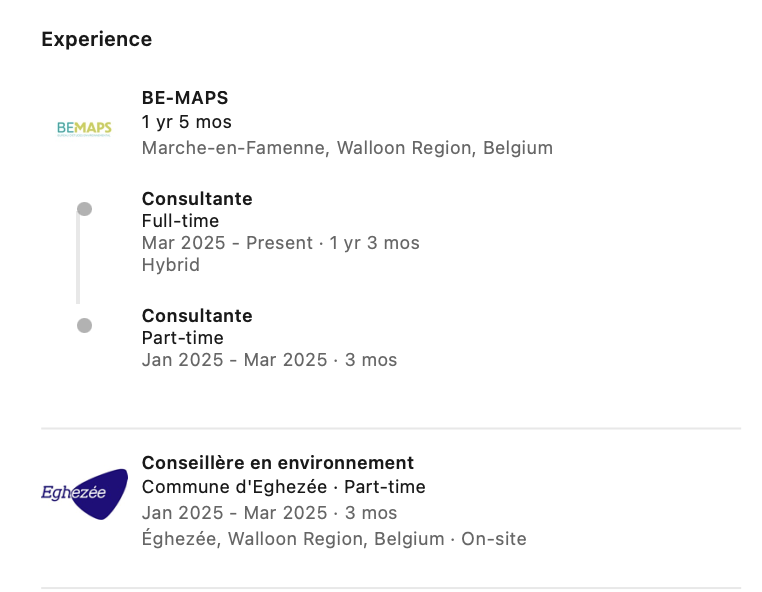 Experience
BEMAPS
BE-MAPS
1 yr 5 mos
Marche-en-Famenne, Walloon Region, Belgium
Consultante
Full-time
Mar 2025 - Present · 1 yr 3 mos
Hybrid
Consultante
Part-time
Jan 2025 - Mar 2025 · 3 mos
Eghezée
Conseillère en environnement
Commune d'Eghezée · Part-time
Jan 2025 - Mar 2025 · 3 mos
Éghezée, Walloon Region, Belgium · On-site